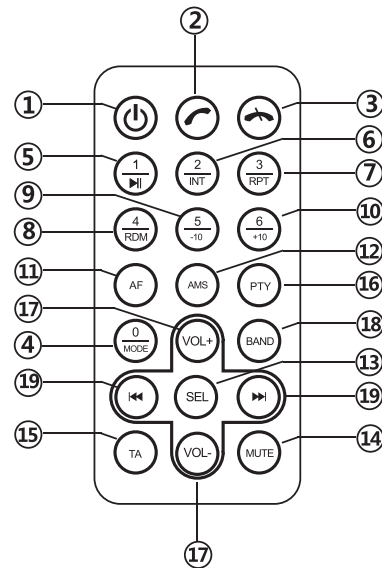 ②
① ③
⑤ 1 2 INT 3 RPT ⑥
⑦
⑨ 4 RDM 5 -10 6 +10 ⑩
⑧ ⑫
⑪ AF AMS PTY ⑯
⑰ 0 MODE VOL+ BAND ⑱
④ ⑬
⑲ SEL ⑲
⑮ TA VOL- MUTE ⑭
⑰